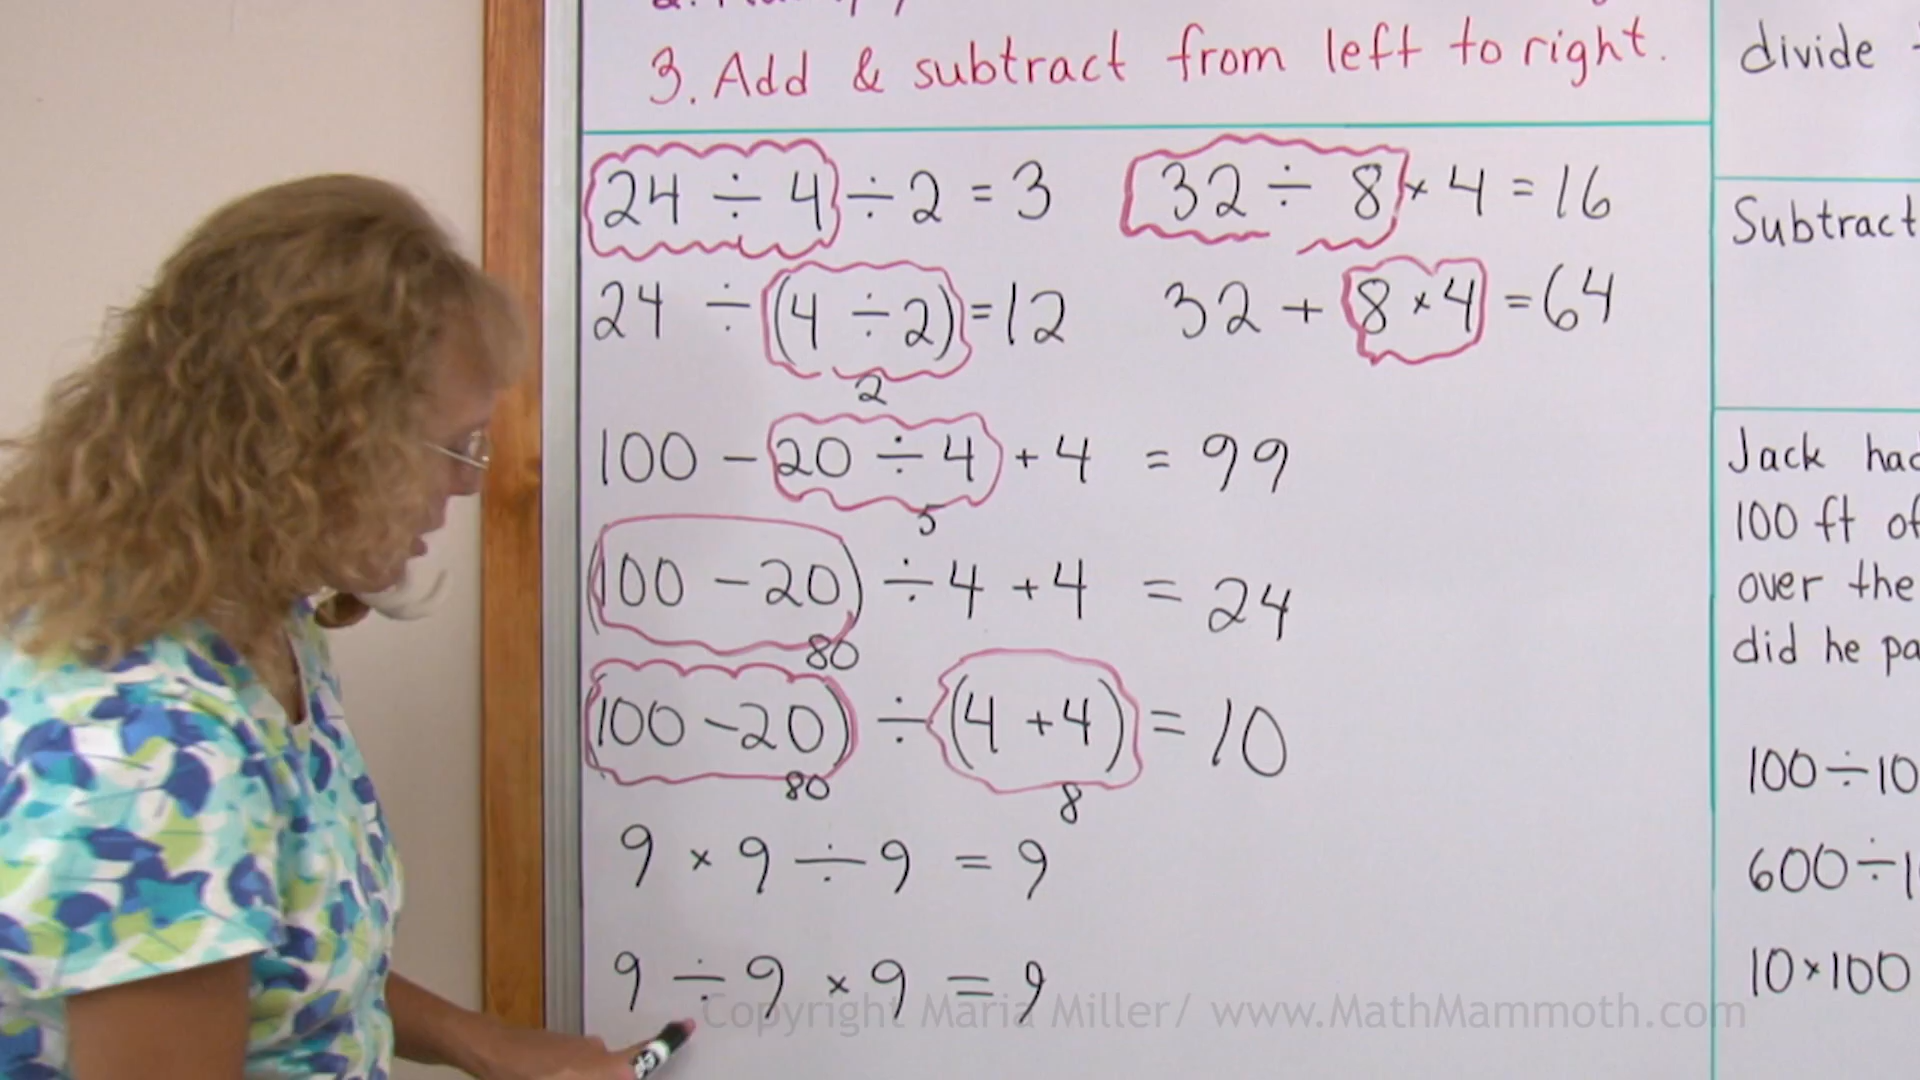 3. Add & subtract from left to right.
24 ÷ 4 ÷ 2 = 3
32 ÷ 8 × 4 = 16
24 ÷ (4 ÷ 2) = 12
2
32 + 8 × 4 = 64
100 - 20 ÷ 4 + 4 = 99
5
(100 - 20) ÷ 4 + 4 = 24
80
(100 - 20) ÷ (4 + 4) = 10
80
8
9 × 9 ÷ 9 = 9
9 ÷ 9 × 9 = 9
divide
Subtract
Jack had
100 ft of
over the
did he
100 ÷ 10
600 ÷
10 × 100
Copyright Maria Miller/ www.MathMammoth.com